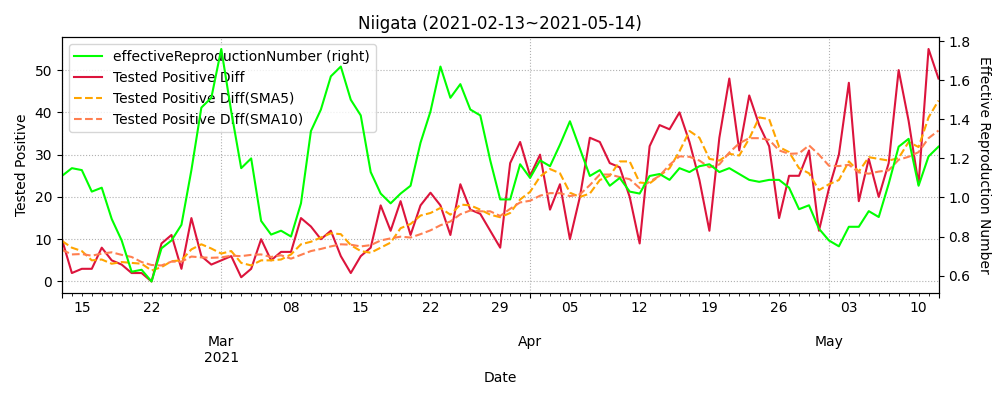 Niigata (2021-02-13~2021-05-14)
effectiveReproductionNumber (right)
Tested Positive Diff
Tested Positive Diff(SMA5)
Tested Positive Diff(SMA10)
Tested Positive
50
40
30
20
10
0
1.8
1.6
1.4
1.2
1.0
0.8
0.6
Effective Reproduction Number
15 22 08 15 22 29 05 12 19 26 03 10
Mar Apr May
2021
Date